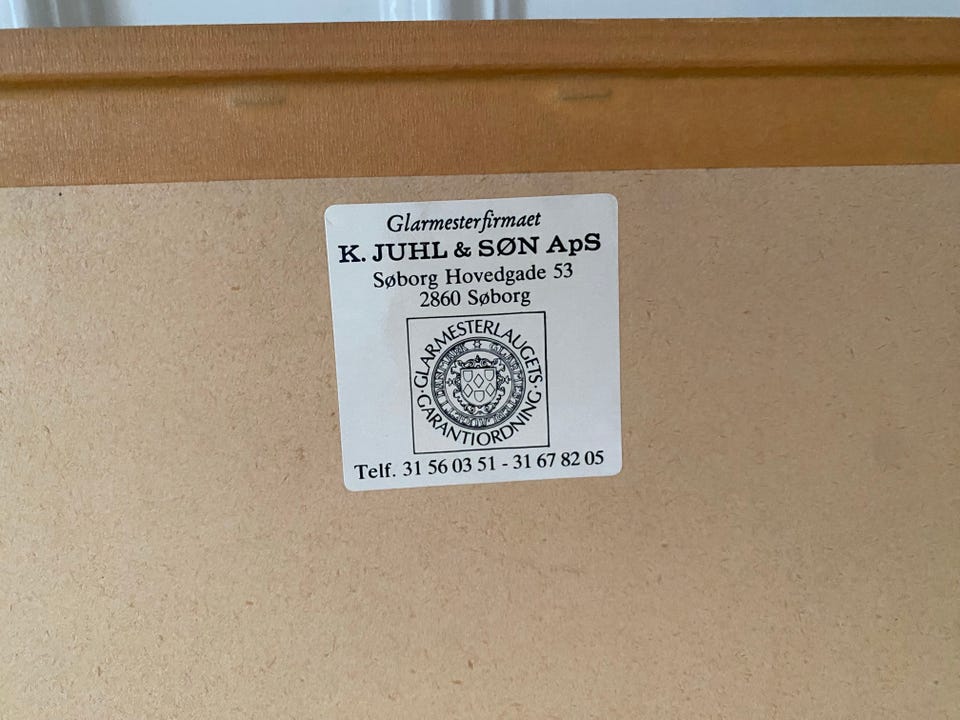 Glarmesterfirmaet
K. JUHL & SØN ApS
Søborg Hovedgade 53
2860 Søborg
GLARMESTERLAUGETS
GARANTIORDNING
Telf. 31 56 03 51 - 31 67 82 05